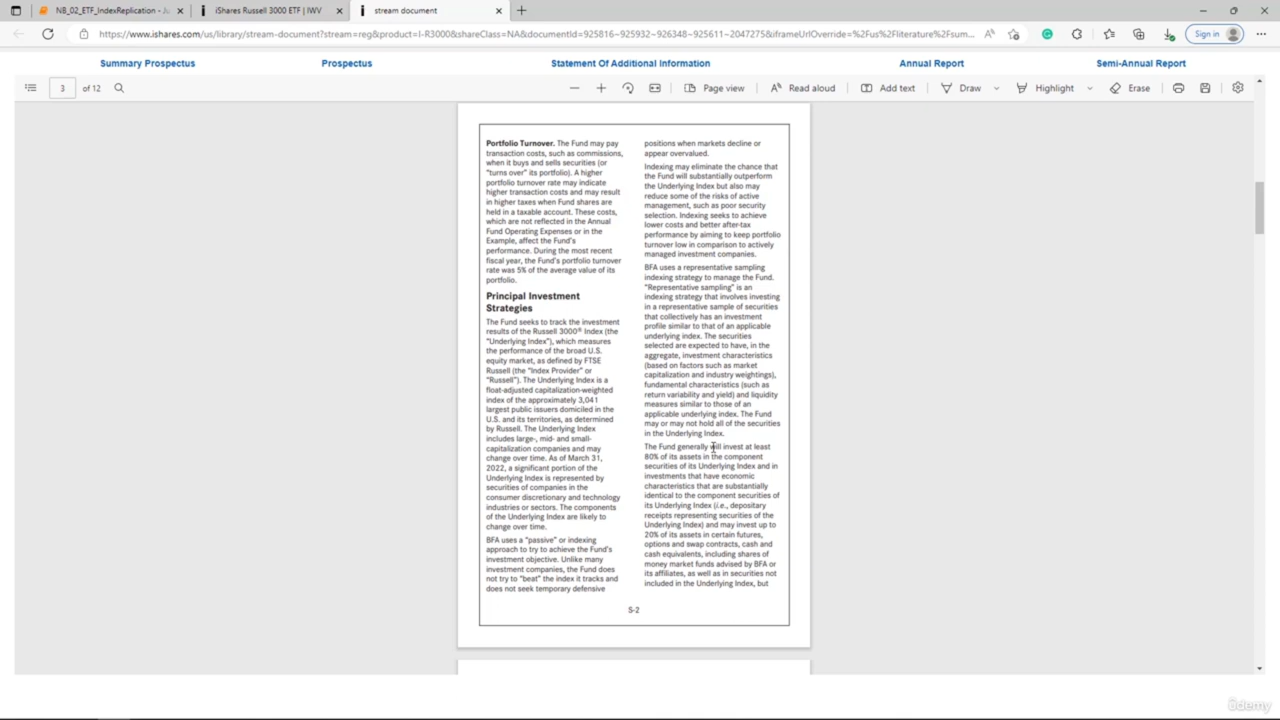 NB_02_ETF_IndexReplication - Ju
iShares Russell 3000 ETF | IWV
stream document
https://www.ishares.com/us/library/stream-document?stream=reg&product=I-R3000&shareClass=NA&documentId=925816~925932~926348~925611~2047275&iframeUrlOverride=%2Fus%2Fliterature%2Fsum...
Sign in
Summary Prospectus
Prospectus
Statement Of Additional Information
Annual Report
Semi-Annual Report
3 of 12
Page view
Read aloud
Add text
Draw
Highlight
Erase
Portfolio Turnover. The Fund may pay
transaction costs, such as commissions,
when it buys and sells securities (or
"turns over" its portfolio). A higher
portfolio turnover rate may indicate
higher transaction costs and may result
in higher taxes when Fund shares are
held in a taxable account. These costs,
which are not reflected in the Annual
Fund Operating Expenses or in the
Example, affect the Fund's
performance. During the most recent
fiscal year, the Fund's portfolio turnover
rate was 5% of the average value of its
portfolio.
Principal Investment
Strategies
The Fund seeks to track the investment
results of the Russell 3000® Index (the
"Underlying Index"), which measures
the performance of the broad U.S.
equity market, as defined by FTSE
Russell (the "Index Provider" or
"Russell"). The Underlying Index is a
float-adjusted capitalization-weighted
index of the approximately 3,041
largest public issuers domiciled in the
U.S. and its territories, as determined
by Russell. The Underlying Index
includes large-, mid- and small-
capitalization companies and may
change over time. As of March 31,
2022, a significant portion of the
Underlying Index is represented by
securities of companies in the
consumer discretionary and technology
industries or sectors. The components
of the Underlying Index are likely to
change over time.
BFA uses a "passive" or indexing
approach to try to achieve the Fund's
investment objective. Unlike many
investment companies, the Fund does
not try to "beat" the index it tracks and
does not seek temporary defensive
positions when markets decline or
appear overvalued.
Indexing may eliminate the chance that
the Fund will substantially outperform
the Underlying Index but also may
reduce some of the risks of active
management, such as poor security
selection. Indexing seeks to achieve
lower costs and better after-tax
performance by aiming to keep portfolio
turnover low in comparison to actively
managed investment companies.
BFA uses a representative sampling
indexing strategy to manage the Fund.
"Representative sampling" is an
indexing strategy that involves investing
in a representative sample of securities
that collectively has an investment
profile similar to that of an applicable
underlying index. The securities
selected are expected to have, in the
aggregate, investment characteristics
(based on factors such as market
capitalization and industry weightings),
fundamental characteristics (such as
return variability and yield) and liquidity
measures similar to those of an
applicable underlying index. The Fund
may or may not hold all of the securities
in the Underlying Index.
The Fund generally will invest at least
80% of its assets in the component
securities of its Underlying Index and in
investments that have economic
characteristics that are substantially
identical to the component securities of
its Underlying Index (i.e., depositary
receipts representing securities of the
Underlying Index) and may invest up to
20% of its assets in certain futures,
options and swap contracts, cash and
cash equivalents, including shares of
money market funds advised by BFA or
its affiliates, as well as in securities not
included in the Underlying Index, but
S-2
ûdemy